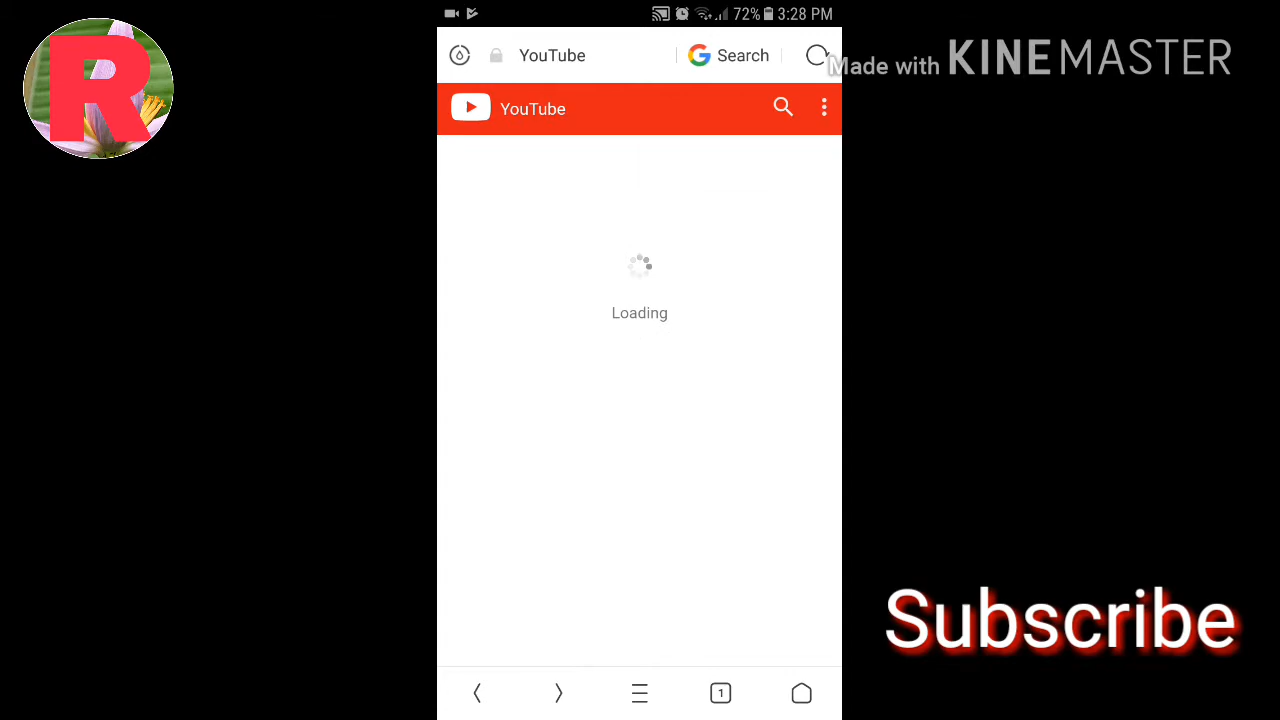 R
72% 3:28 PM
YouTube
Search
Made with KINEMASTER
YouTube
Loading
Subscribe
1